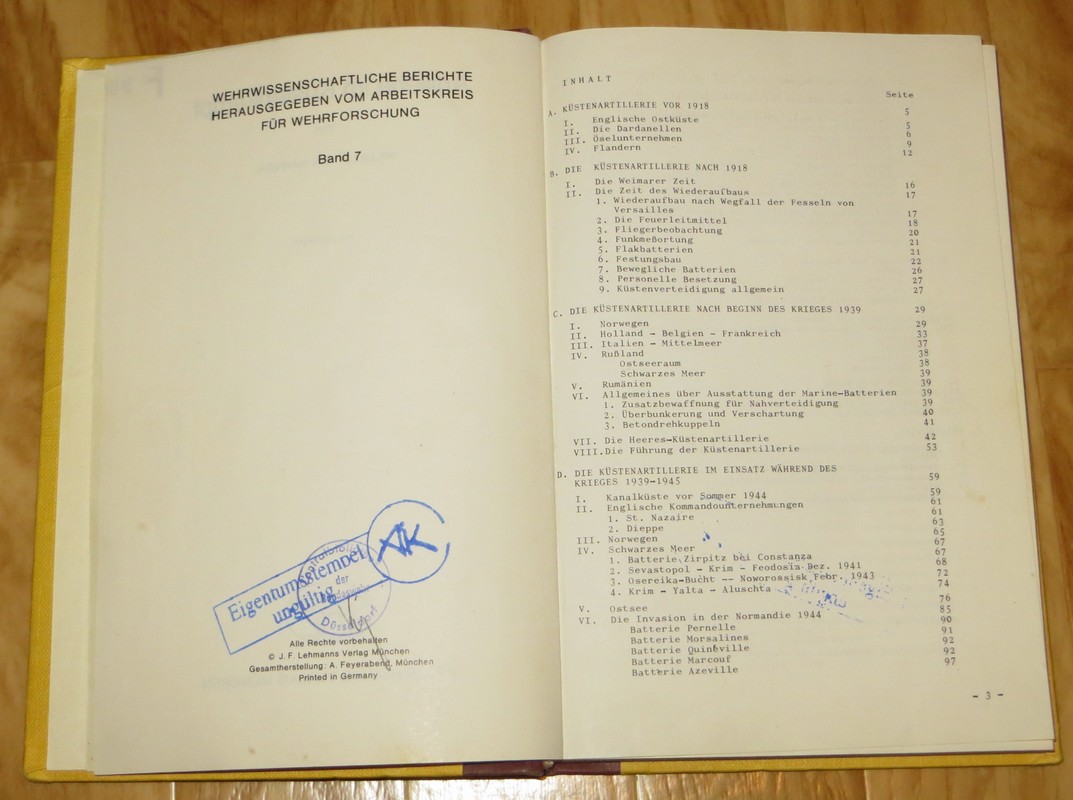 WEHRWISSENSCHAFTLICHE BERICHTE
HERAUSGEGEBEN VOM ARBEITSKREIS
FÜR WEHRFORSCHUNG
Band 7
Eigentumsstempel
ungültig
der
Düsseldorf
Alle Rechte vorbehalten
© J. F. Lehmanns Verlag München
Gesamtherstellung: A. Feyerabend, München
Printed in Germany
INHALT
Seite
A. KÜSTENARTILLERIE VOR 1918 5
I. Englische Ostküste 5
II. Die Dardanellen 6
III. Öselunternehmen 9
IV. Flandern 12
B. DIE KÜSTENARTILLERIE NACH 1918
I. Die Weimarer Zeit 16
II. Die Zeit des Wiederaufbaus 17
1. Wiederaufbau nach Wegfall der Fesseln von
Versailles 17
2. Die Feuerleitmittel 18
3. Fliegerbeobachtung 20
4. Funkmeßortung 21
5. Flakbatterien 21
6. Festungsbau 22
7. Bewegliche Batterien 26
8. Personelle Besetzung 27
9. Küstenverteidigung allgemein 27
C. DIE KÜSTENARTILLERIE NACH BEGINN DES KRIEGES 1939 29
I. Norwegen 29
II. Holland - Belgien - Frankreich 33
III. Italien - Mittelmeer 37
IV. Rußland 38
Ostseeraum 38
Schwarzes Meer 39
V. Rumänien 39
VI. Allgemeines über Ausstattung der Marine-Batterien 39
1. Zusatzbewaffnung für Nahverteidigung 39
2. Überbunkerung und Verschartung 40
3. Betondrehkuppeln 41
VII. Die Heeres-Küstenartillerie 42
VIII. Die Führung der Küstenartillerie 53
D. DIE KÜSTENARTILLERIE IM EINSATZ WÄHREND DES
KRIEGES 1939-1945 59
I. Kanalküste vor Sommer 1944 59
II. Englische Kommandounternehmungen 61
1. St. Nazaire 61
2. Dieppe 63
III. Norwegen 65
IV. Schwarzes Meer 67
1. Batterie Zirpitz bei Constanza 67
2. Sevastopol - Krim - Feodosia Dez. 1941 68
3. Osereika-Bucht -- Noworossisk Febr. 1943 72
4. Krim - Yalta - Aluschta 74
V. Ostsee 76
VI. Die Invasion in der Normandie 1944 85
Batterie Pernelle 90
Batterie Morsalines 91
Batterie Quinéville 92
Batterie Marcouf 92
Batterie Azeville 97
- 3 -